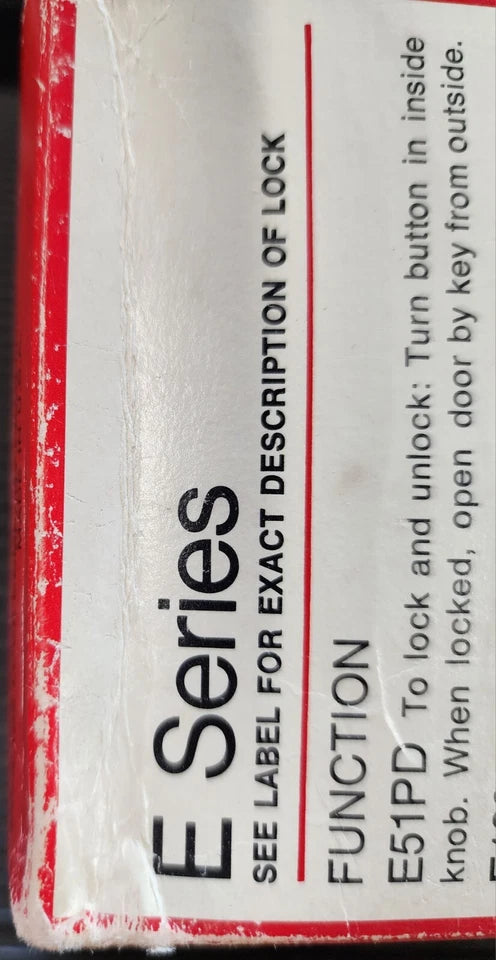 E Series
SEE LABEL FOR EXACT DESCRIPTION OF LOCK
FUNCTION
E51PD To lock and unlock: Turn button in inside
knob. When locked, open door by key from outside.